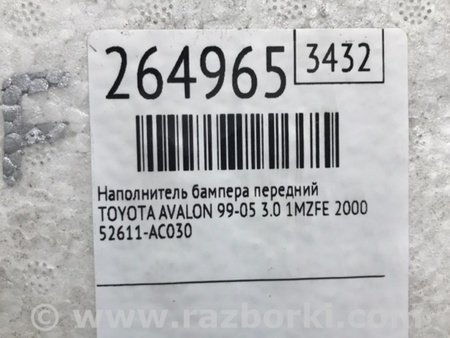 264965
3432
Наполнитель бампера передний
TOYOTA AVALON 99-05 3.0 1MZFE 2000
52611-AC030
www.razborki.com